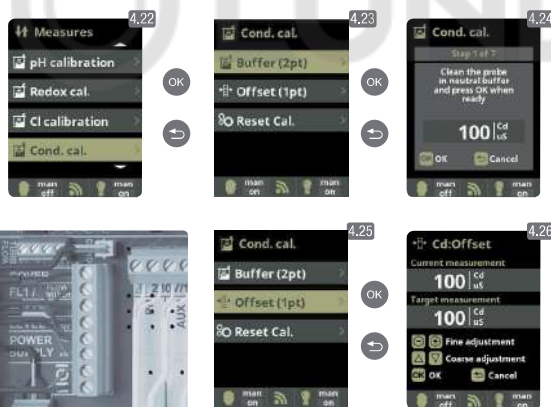 4.22
Measures
pH calibration
Redox cal.
Cl calibration
Cond. cal.
man off
man on
OK
4.23
Cond. cal.
Buffer (2pt)
Offset (1pt)
Reset Cal.
man on
man on
OK
4.24
Cond. cal.
Step 1 of 7
Clean the probe
in neutral buffer
and press OK when
ready
100 Cd uS
OK OK
Cancel
man off
man on
POWER
4.25
Cond. cal.
Buffer (2pt)
Offset (1pt)
Reset Cal.
man on
man on
OK
4.26
Cd:Offset
Current measurement
100 Cd uS
Target measurement
100 Cd uS
Fine adjustment
Coarse adjustment
OK OK
Cancel
man off
man on